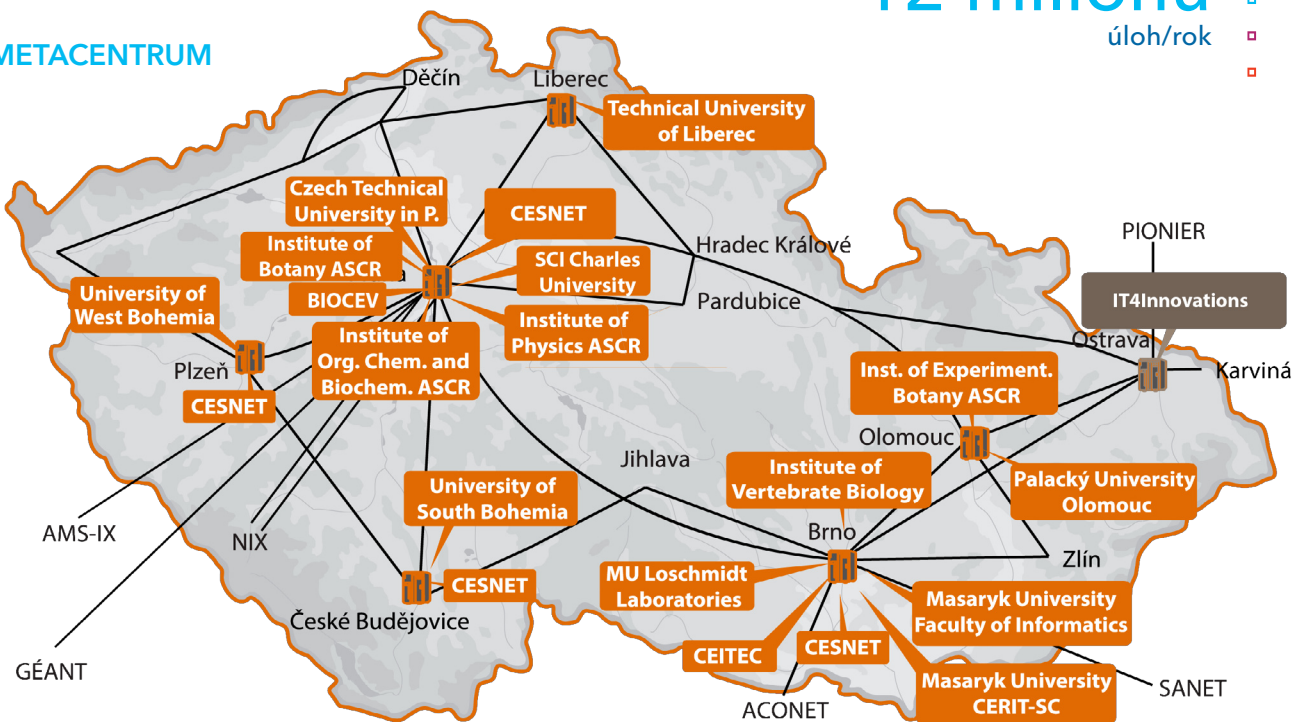 úloh/rok
METACENTRUM
Děčín
Liberec
Technical University
of Liberec
Czech Technical
University in P.
CESNET
Institute of
Botany ASCR
SCI Charles
University
BIOCEV
Hradec Králové
PIONIER
University of
West Bohemia
Institute of
Org. Chem. and
Biochem. ASCR
Institute of
Physics ASCR
Pardubice
IT4Innovations
Ostrava
Karviná
Plzeň
CESNET
Inst. of Experiment.
Botany ASCR
Olomouc
Palacký University
Olomouc
Jihlava
Institute of
Vertebrate Biology
University of
South Bohemia
AMS-IX
NIX
Brno
Zlín
CESNET
České Budějovice
MU Loschmidt
Laboratories
Masaryk University
Faculty of Informatics
CEITEC
CESNET
Masaryk University
CERIT-SC
GÉANT
SANET
ACONET